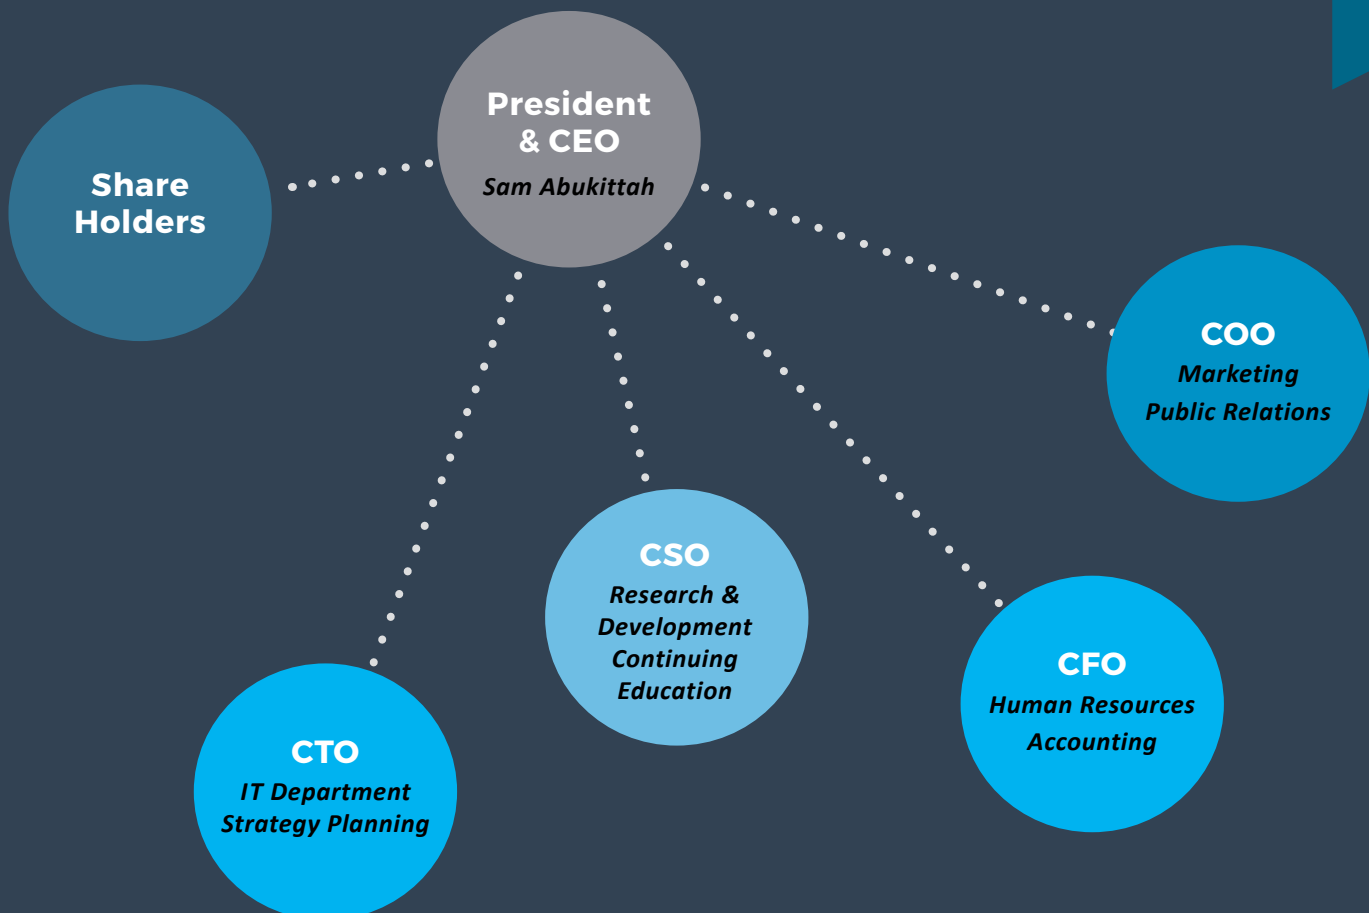 President
& CEO
Sam Abukittah
Share
Holders
COO
Marketing
Public Relations
CSO
Research &
Development
Continuing
Education
CFO
Human Resources
Accounting
CTO
IT Department
Strategy Planning